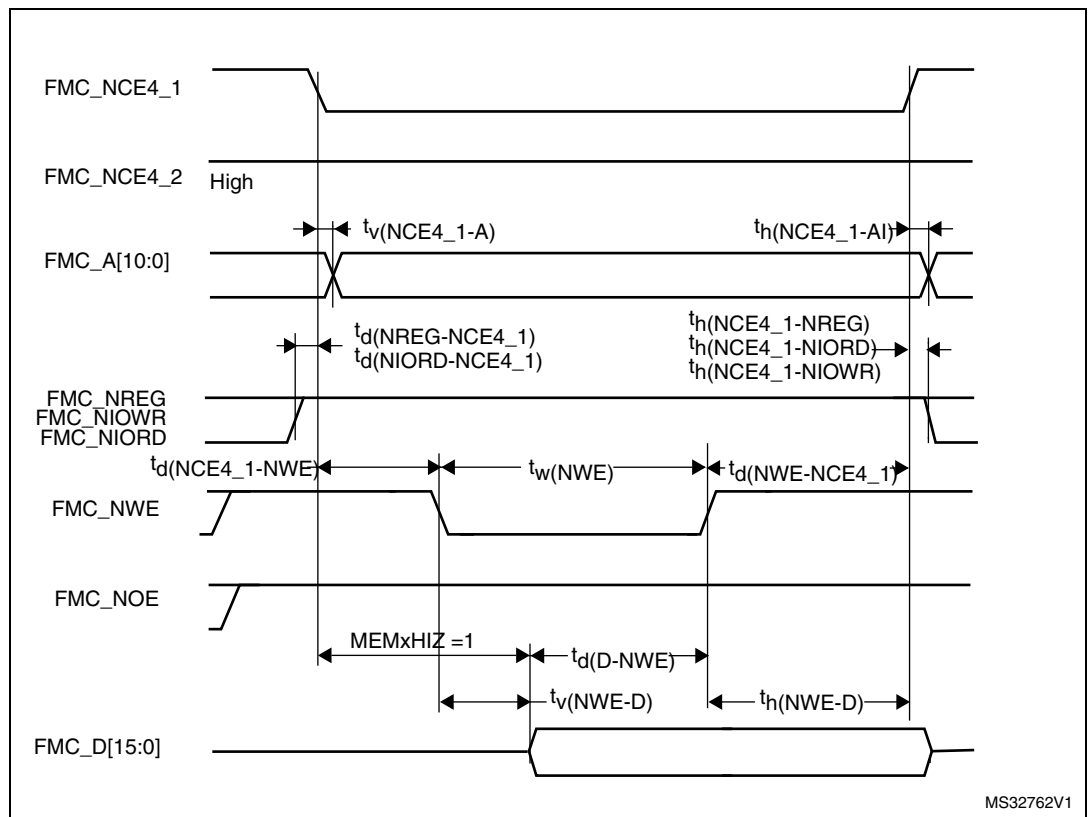 FMC_NCE4_1
FMC_NCE4_2 High
tv(NCE4_1-A) th(NCE4_1-AI)
FMC_A[10:0]
td(NREG-NCE4_1)
td(NIORD-NCE4_1)
th(NCE4_1-NREG)
th(NCE4_1-NIORD)
th(NCE4_1-NIOWR)
FMC_NREG
FMC_NIOWR
FMC_NIORD
td(NCE4_1-NWE) tw(NWE) td(NWE-NCE4_1)
FMC_NWE
FMC_NOE
MEMxHIZ =1
td(D-NWE)
tv(NWE-D) th(NWE-D)
FMC_D[15:0]
MS32762V1